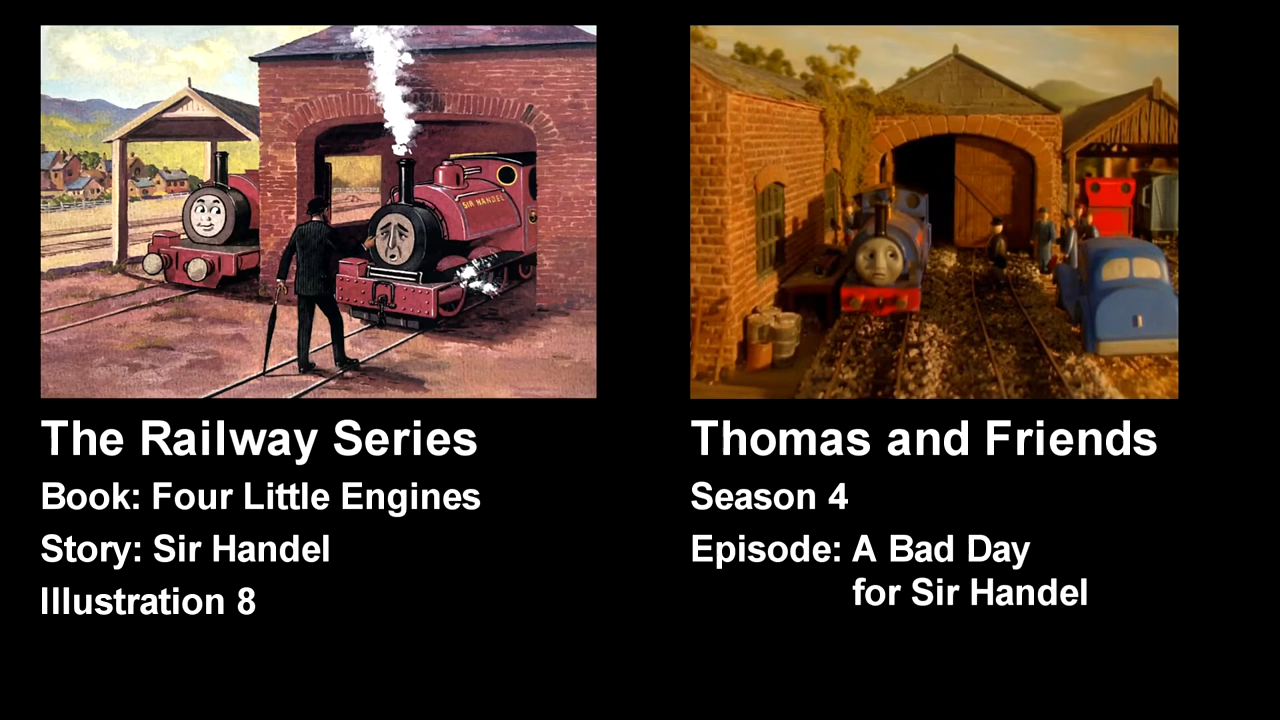 SIR HANDEL
The Railway Series
Book: Four Little Engines
Story: Sir Handel
Illustration 8
Thomas and Friends
Season 4
Episode: A Bad Day
for Sir Handel